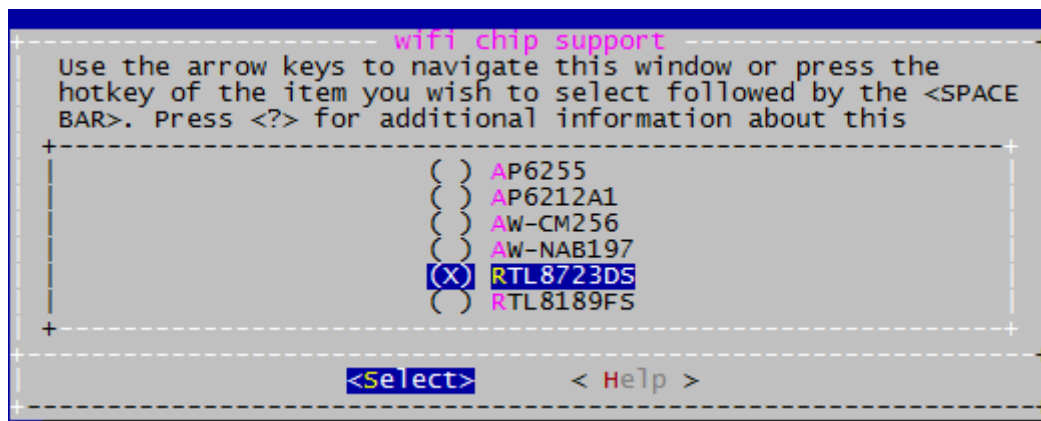 wifi chip support
Use the arrow keys to navigate this window or press the
hotkey of the item you wish to select followed by the <SPACE
BAR>. Press <?> for additional information about this
( ) AP6255
( ) AP6212A1
( ) AW-CM256
( ) AW-NAB197
(X) RTL8723DS
( ) RTL8189FS
<Select> < Help >